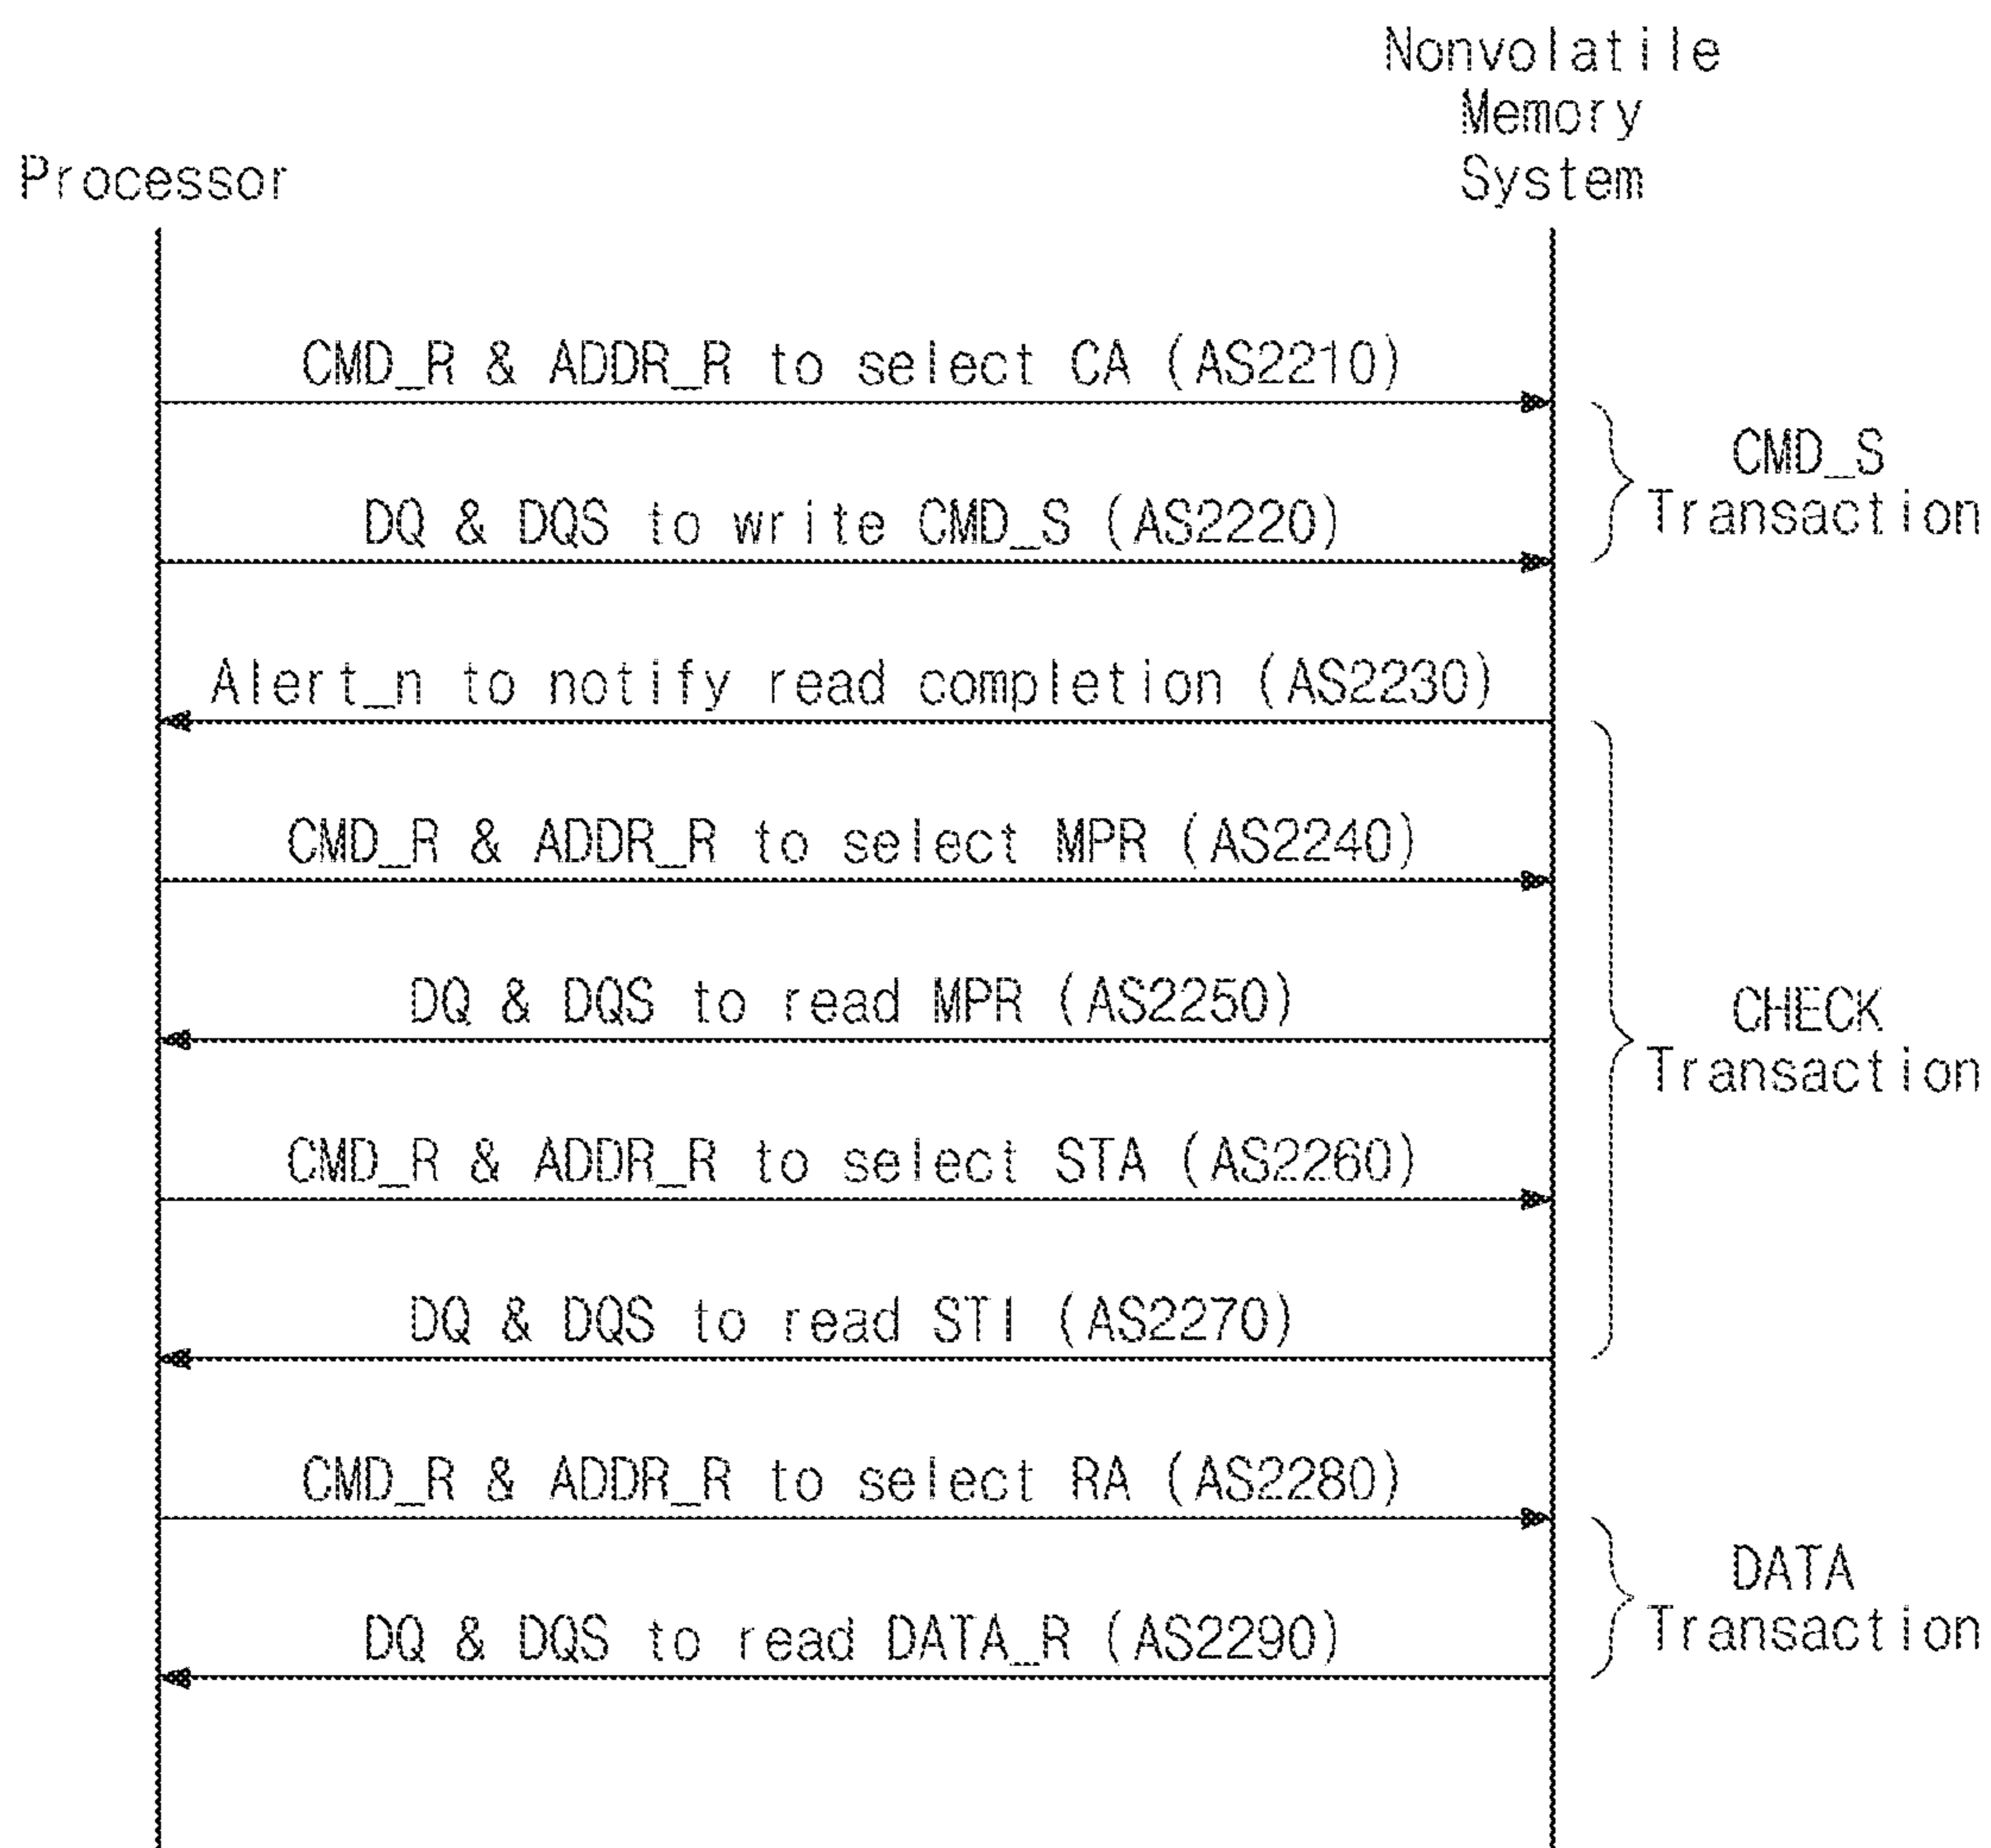 Nonvolatile
Memory
System
Processor
CMD_R & ADDR_R to select CA (AS2210)
CMD_S
Transaction
DQ & DQS to write CMD_S (AS2220)
Alert_n to notify read completion (AS2230)
CMD_R & ADDR_R to select MPR (AS2240)
DQ & DQS to read MPR (AS2250)
CHECK
Transaction
CMD_R & ADDR_R to select STA (AS2260)
DQ & DQS to read STI (AS2270)
CMD_R & ADDR_R to select RA (AS2280)
DATA
Transaction
DQ & DQS to read DATA_R (AS2290)